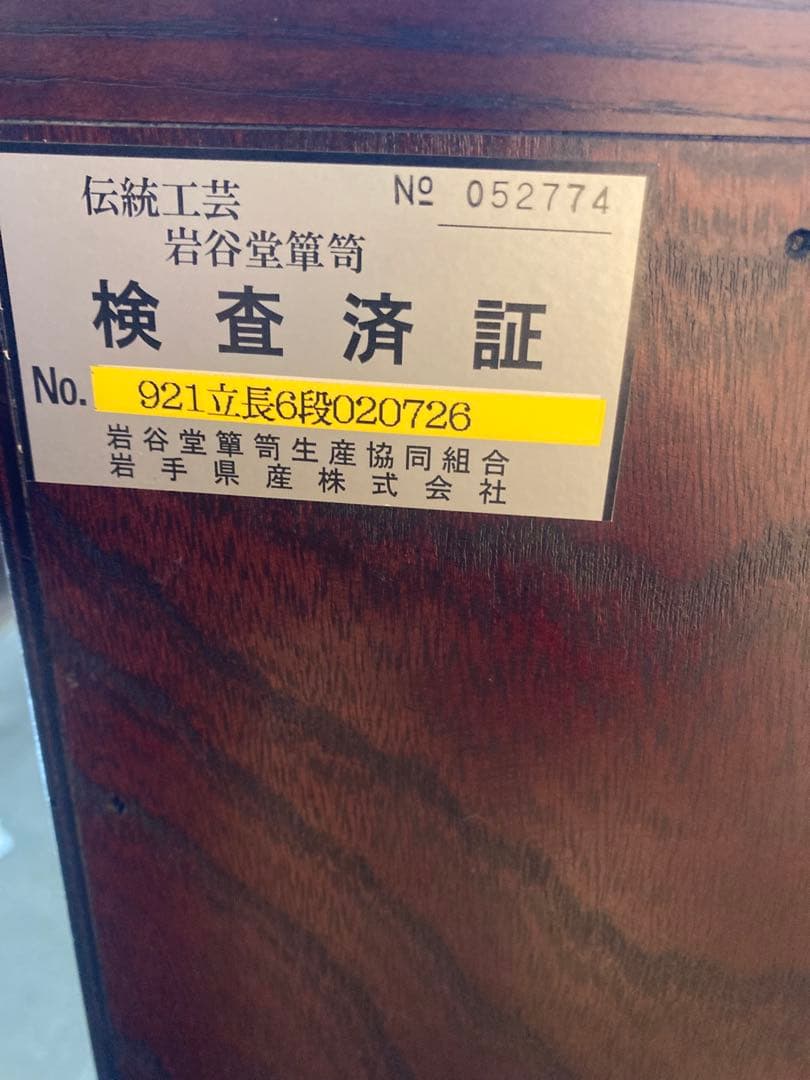 伝統工芸 № 052774
岩谷堂簞笥
検査済証
No. 921立長6段020726
岩谷堂簞笥生産協同組合
岩手県産株式会社